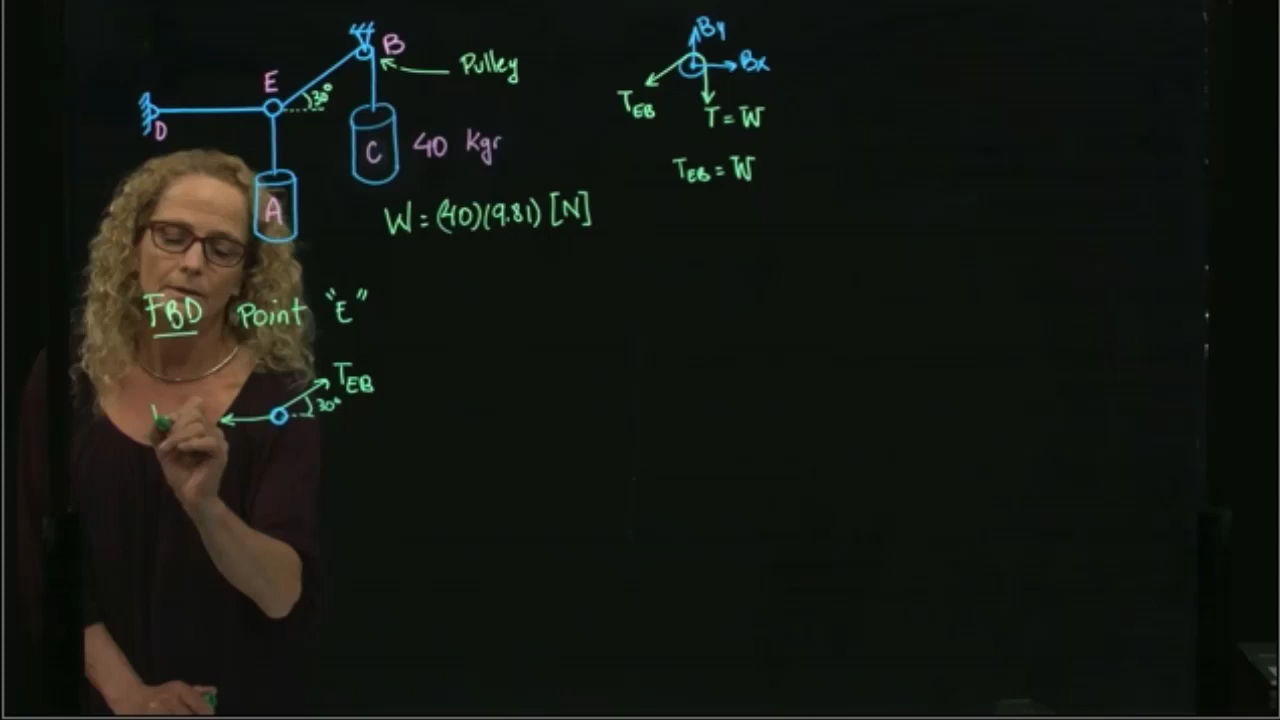 B
Pulley
E
30°
D
C
40 Kgr
A
W = (40)(9.81) [N]
By
Bx
TEB
T = W
TEB = W
FBD Point "E"
TEB
30°